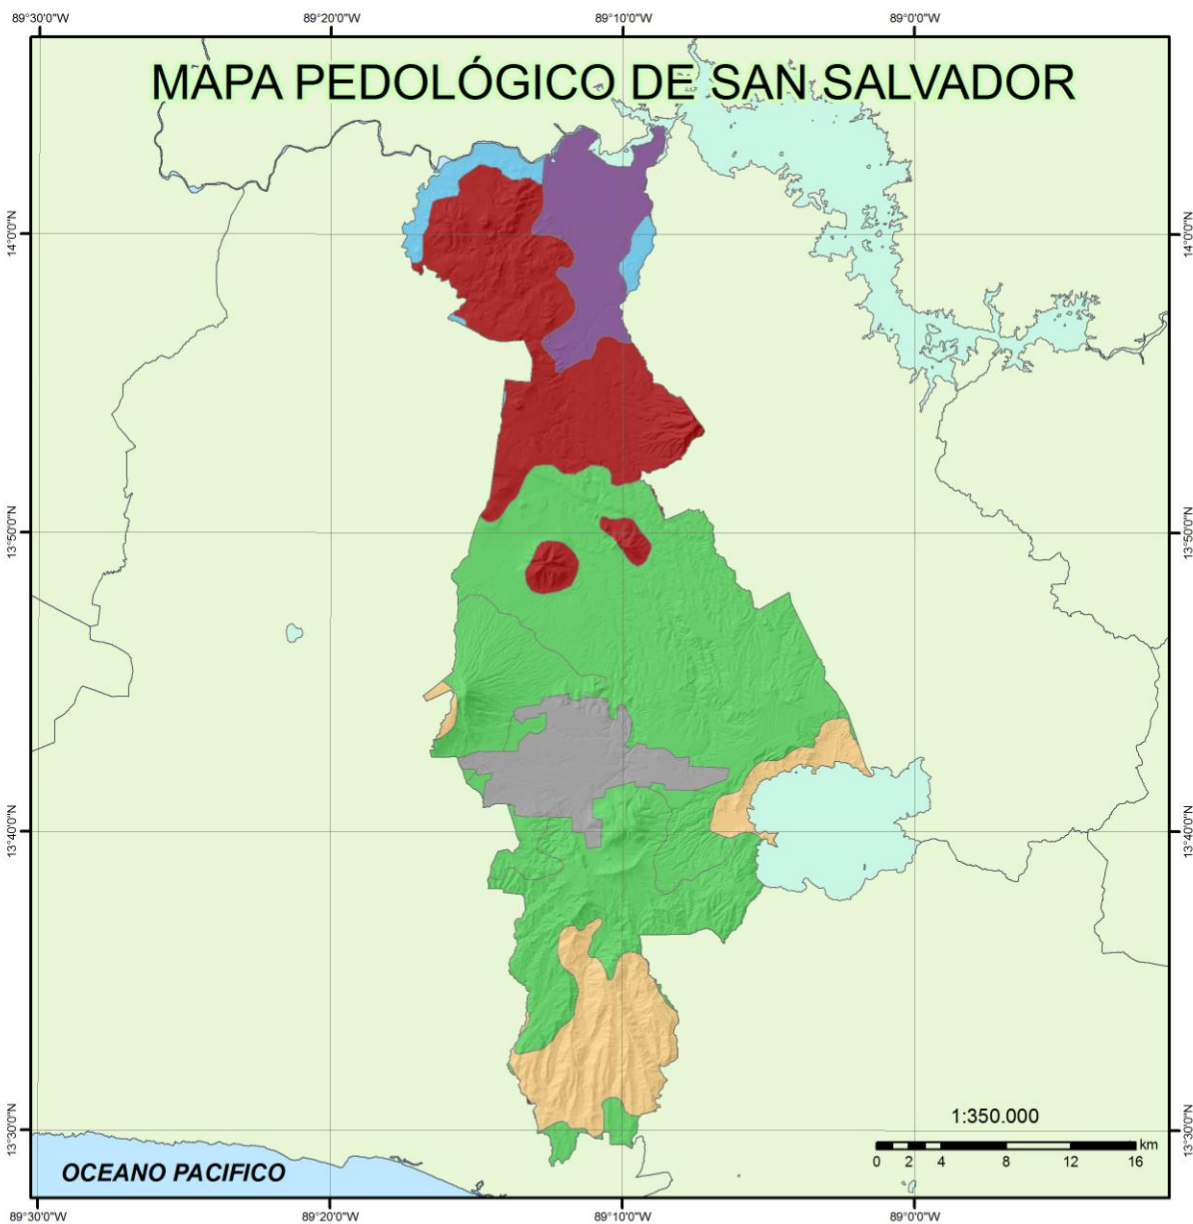 89°30'0"W 89°20'0"W 89°10'0"W 89°0'0"W
MAPA PEDOLÓGICO DE SAN SALVADOR
14°0'0"N 14°0'0"N
13°50'0"N 13°50'0"N
13°40'0"N 13°40'0"N
13°30'0"N 13°30'0"N
1:350.000
km
0 2 4 8 12 16
OCEANO PACIFICO
89°30'0"W 89°20'0"W 89°10'0"W 89°0'0"W